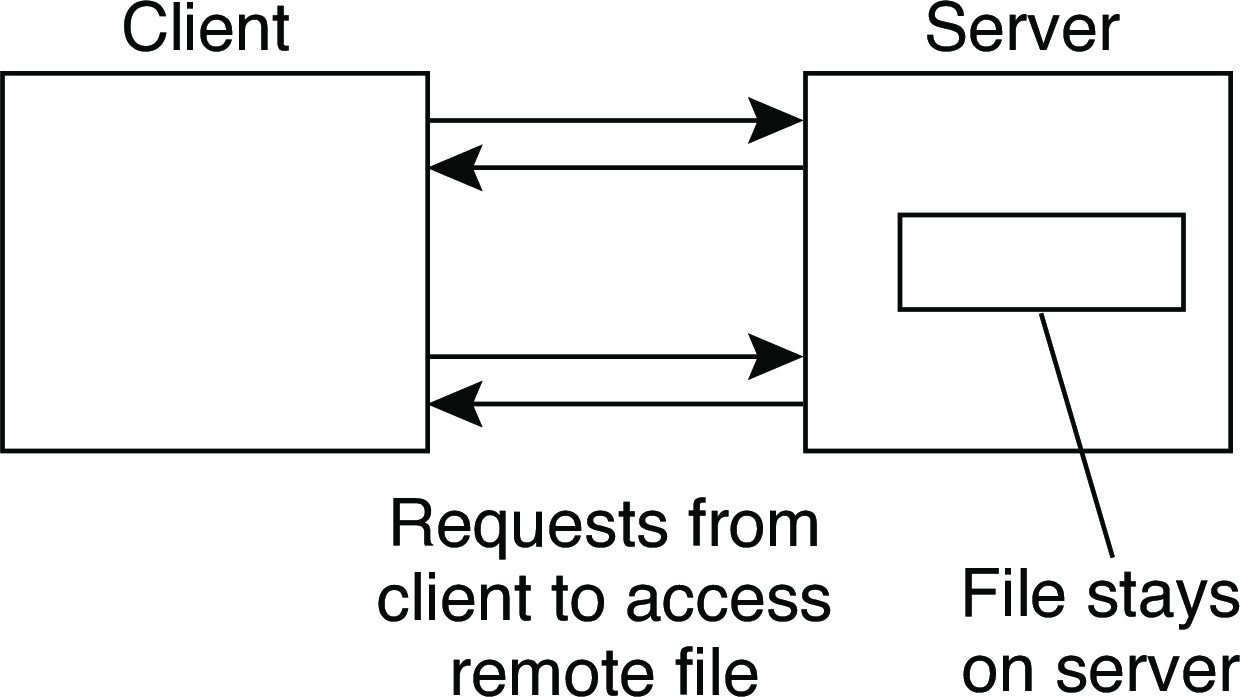 Client
Server
Requests from
client to access
remote file
File stays
on server